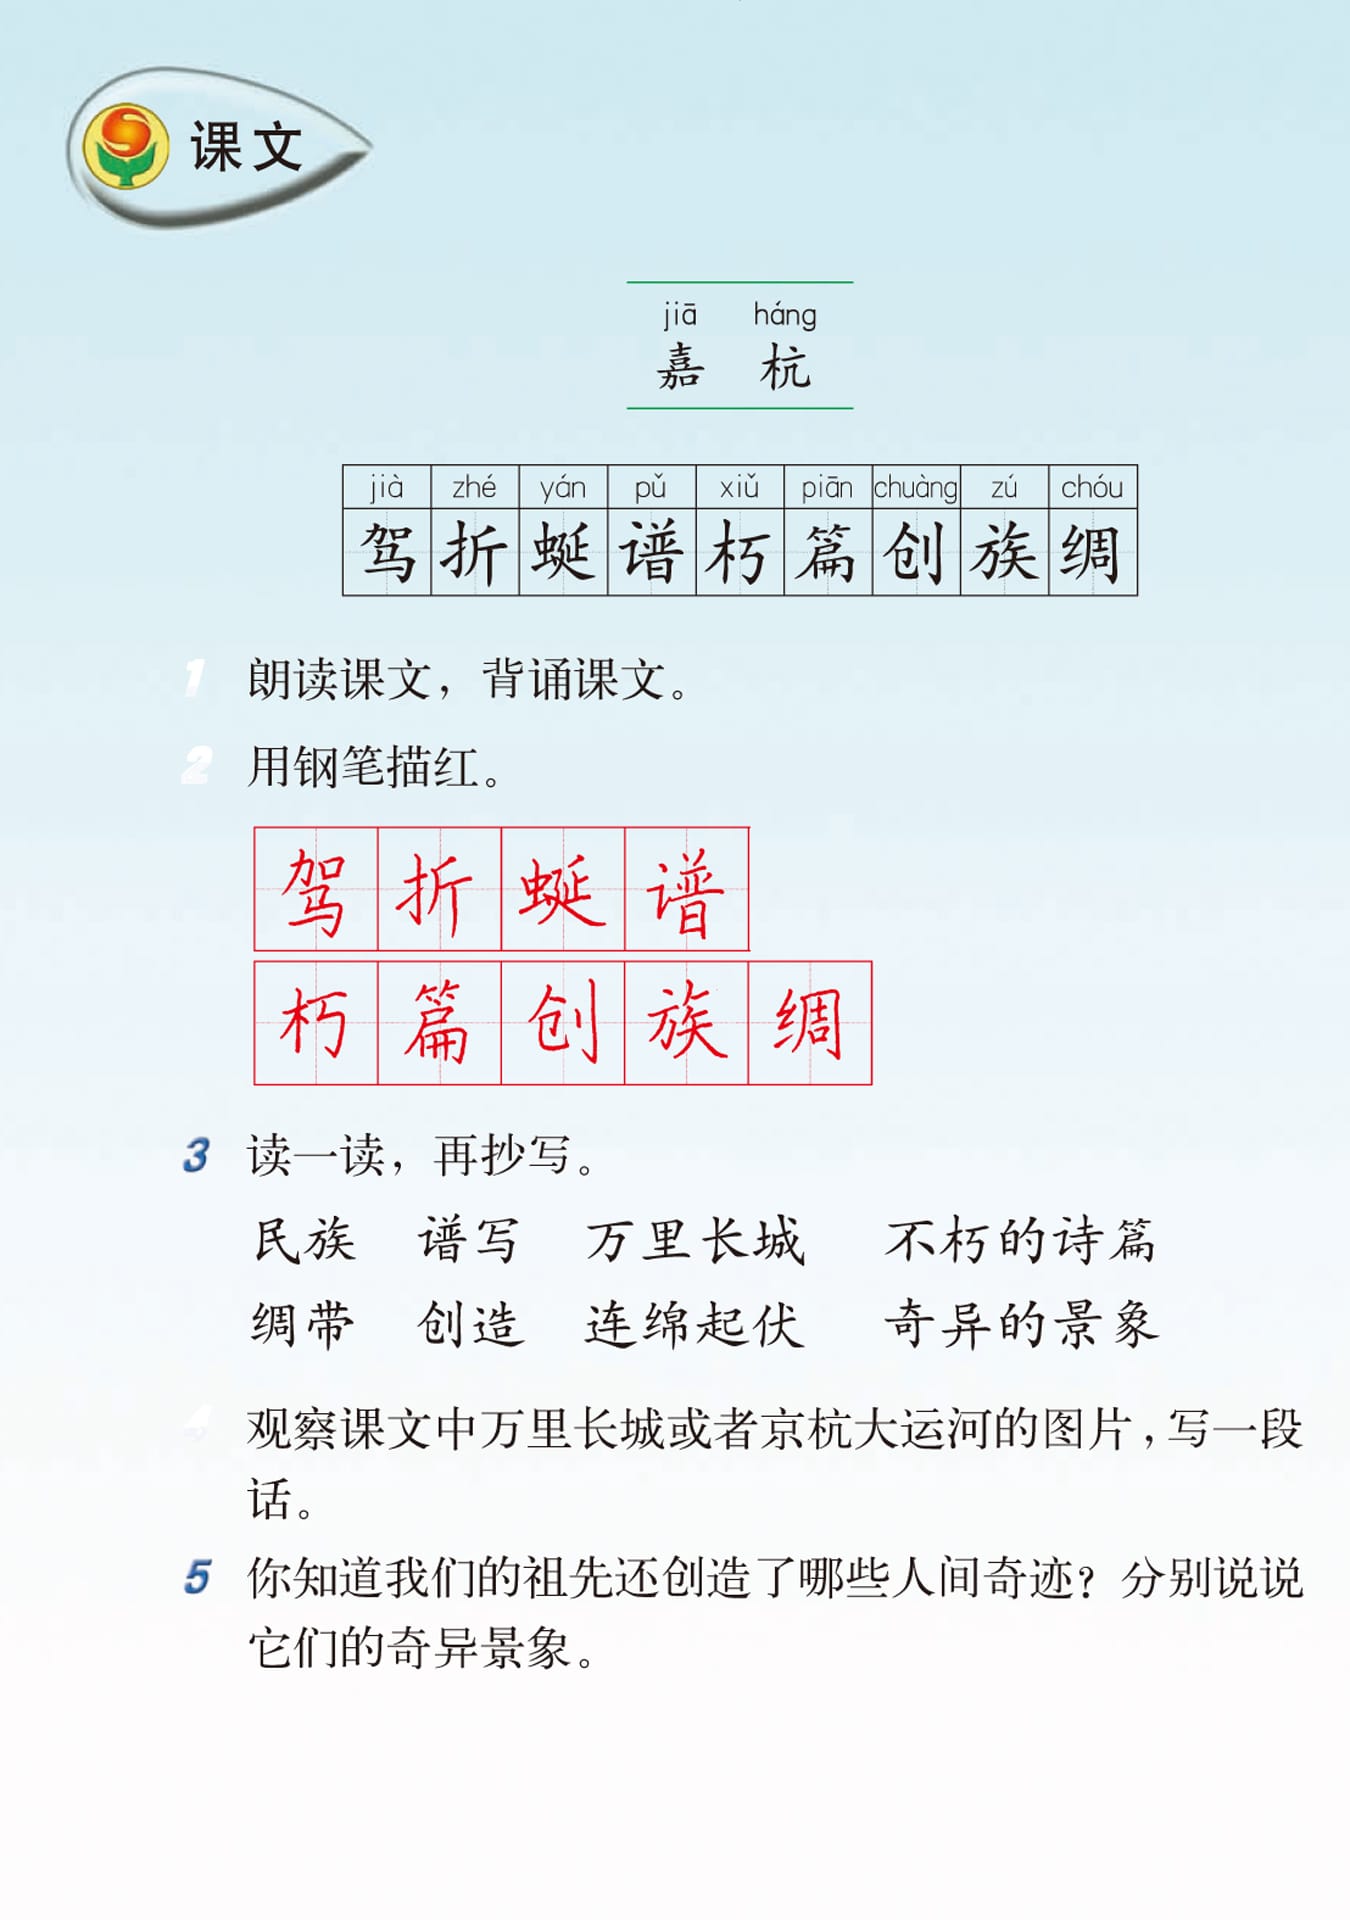 课文
jiā háng
嘉 杭
jià zhé yán pǔ xiǔ piān chuàng zú chóu
驾 折 蜒 谱 朽 篇 创 族 绸
1 朗读课文，背诵课文。
2 用钢笔描红。
驾 折 蜒 谱
朽 篇 创 族 绸
3 读一读，再抄写。
民族 谱写 万里长城 不朽的诗篇
绸带 创造 连绵起伏 奇异的景象
4 观察课文中万里长城或者京杭大运河的图片，写一段
话。
5 你知道我们的祖先还创造了哪些人间奇迹？分别说说
它们的奇异景象。